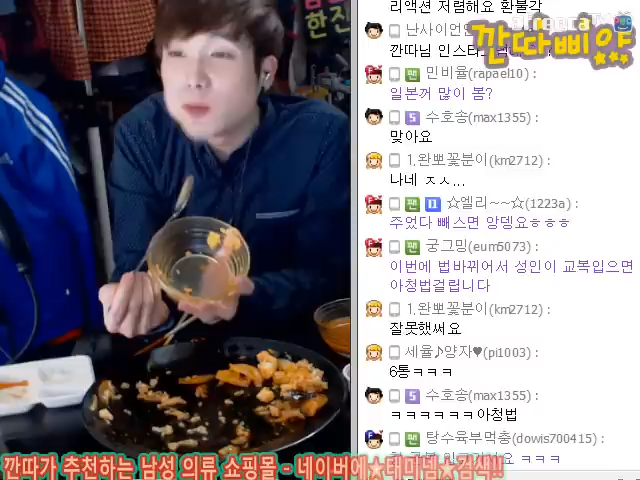 리액션 저렴해요 환불각
난사이언
깐따님 인스타
깐따삐야
민비율(rapael10) :
일본꺼 많이 봄?
수호송(max1355) :
맞아요
1.완뽀꽃분이(km2712) :
나네 ㅈㅅ...
☆엘리~~☆(1223a) :
주었다 빼스면 앙뎅요ㅎㅎㅎ
궁그밍(eum5073) :
이번에 법바뀌어서 성인이 교복입으면
아청법걸립니다
1.완뽀꽃분이(km2712) :
잘못했써요
세율♪양자♥(pi1003) :
6통ㅋㅋㅋ
수호송(max1355) :
ㅋㅋㅋㅋㅋㅋ아청법
탕수육부먹충(dowis700415) :
ㅋㅋㅋ
깐따가 추천하는 남성 의류 쇼핑몰 - 네이버에★태미넴★검색!!